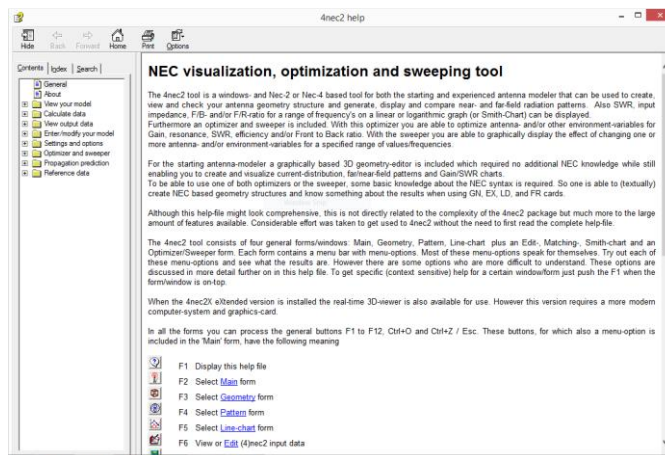 4nec2 help
Hide Back Forward Home Print Options
Contents Index Search
General
About
View your model
Calculate data
View output data
Enter/modify your model
Settings and options
Optimizer and sweeper
Propagation prediction
Reference data
NEC visualization, optimization and sweeping tool
The 4nec2 tool is a windows- and Nec-2 or Nec-4 based tool for both the starting and experienced antenna modeler that can be used to create,
view and check your antenna geometry structure and generate, display and compare near- and far-field radiation patterns. Also SWR, input
impedance, F/B- and/or F/R-ratio for a range of frequency's on a linear or logarithmic graph (or Smith-Chart) can be displayed.
Furthermore an optimizer and sweeper is included. With this optimizer you are able to optimize antenna- and/or other environment-variables for
Gain, resonance, SWR, efficiency and/or Front to Back ratio. With the sweeper you are able to graphically display the effect of changing one or
more antenna- and/or environment-variables for a specified range of values/frequencies.
For the starting antenna-modeler a graphically based 3D geometry-editor is included which required no additional NEC knowledge while still
enabling you to create and visualize current-distribution, far/near-field patterns and Gain/SWR charts.
To be able to use one of both optimizers or the sweeper, some basic knowledge about the NEC syntax is required. So one is able to (textually)
create NEC based geometry structures and know something about the results when using GN, EX, LD, and FR cards.
Although this help-file might look comprehensive, this is not directly related to the complexity of the 4nec2 package but much more to the large
amount of features available. Considerable effort was taken to get used to 4nec2 without the need to first read the complete help-file.
The 4nec2 tool consists of four general forms/windows: Main, Geometry, Pattern, Line-chart plus an Edit-, Matching-, Smith-chart and an
Optimizer/Sweeper form. Each form contains a menu bar with menu-options. Most of these menu-options speak for themselves. Try out each of
these menu-options and see what the results are. However there are some options who are more difficult to understand. These options are
discussed in more detail further on in this help file. To get specific (context sensitive) help for a certain window/form just push the F1 when the
form/window is on-top.
When the 4nec2X eXtended version is installed the real-time 3D-viewer is also available for use. However this version requires a more modern
computer-system and graphics-card.
In all the forms you can process the general buttons F1 to F12, Ctrl+O and Ctrl+Z / Esc. These buttons, for which also a menu-option is
included in the 'Main' form, have the following meaning
F1 Display this help file
F2 Select Main form
F3 Select Geometry form
F4 Select Pattern form
F5 Select Line-chart form
F6 View or Edit (4)nec2 input data